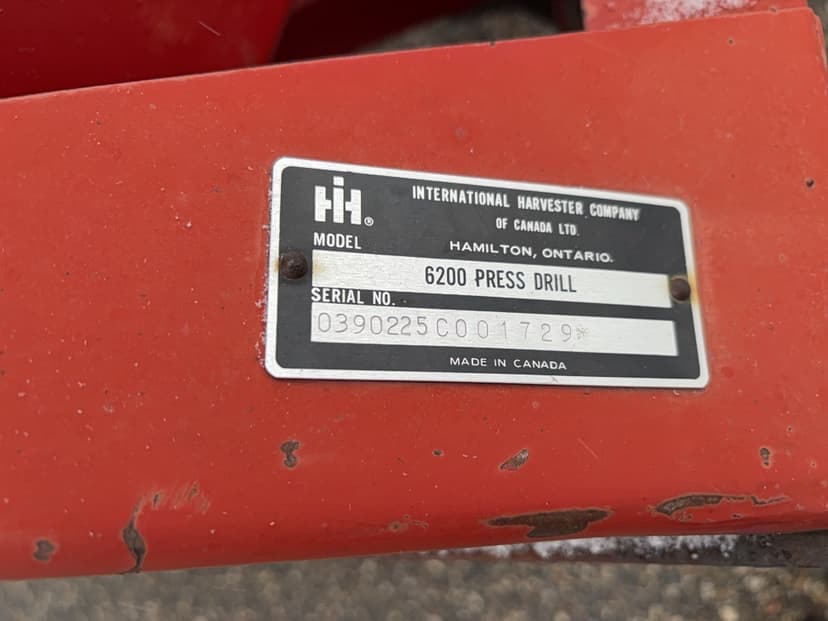 IH®
INTERNATIONAL HARVESTER COMPANY
OF CANADA LTD.
HAMILTON, ONTARIO.
MODEL
6200 PRESS DRILL
SERIAL NO.
0390225C001729*
MADE IN CANADA